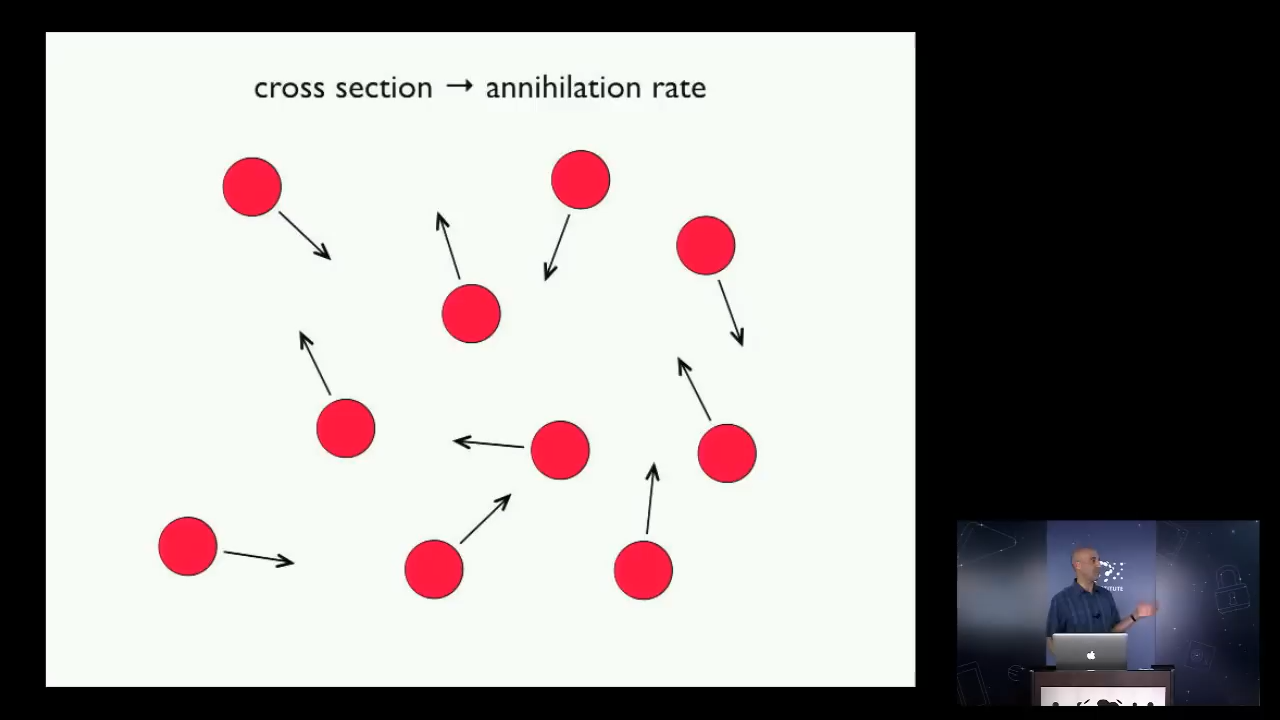 cross section → annihilation rate